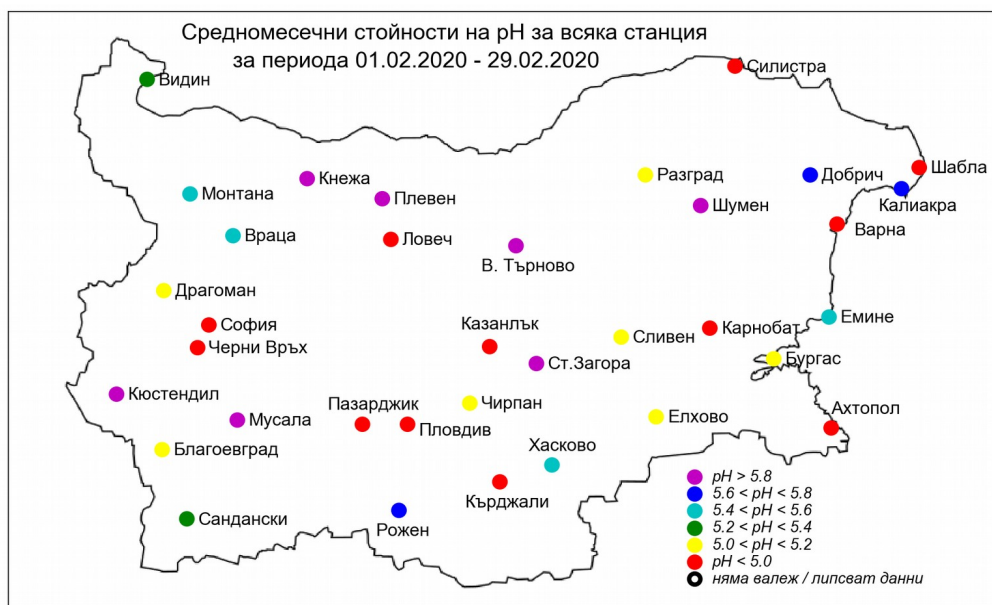 Средномесечни стойности на pH за всяка станция
за периода 01.02.2020 - 29.02.2020
Видин
Силистра
Кнежа
Монтана
Плевен
Разград
Добрич
Шабла
Калиакра
Шумен
Враца
Ловеч
В. Търново
Варна
Драгоман
София
Черни Връх
Казанлък
Сливен
Карнобат
Емине
Бургас
Ст.Загора
Кюстендил
Мусала
Пазарджик
Пловдив
Чирпан
Елхово
Ахтопол
Благоевград
Хасково
Кърджали
Сандански
Рожен
pH > 5.8
5.6 < pH < 5.8
5.4 < pH < 5.6
5.2 < pH < 5.4
5.0 < pH < 5.2
pH < 5.0
няма валеж / липсват данни